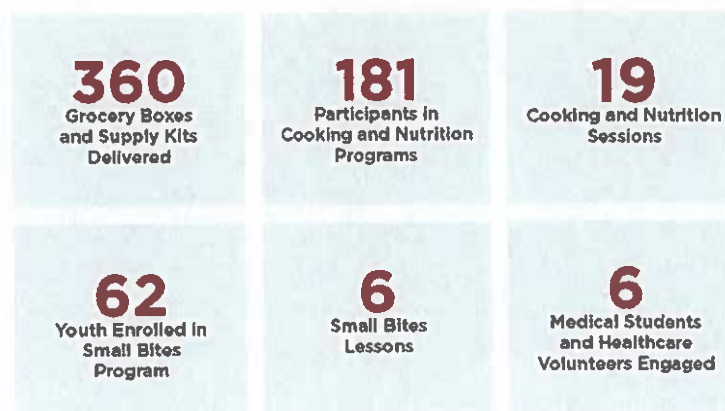 360
Grocery Boxes
and Supply Kits
Delivered
181
Participants in
Cooking and Nutrition
Programs
19
Cooking and Nutrition
Sessions
62
Youth Enrolled in
Small Bites
Program
6
Small Bites
Lessons
6
Medical Students
and Healthcare
Volunteers Engaged